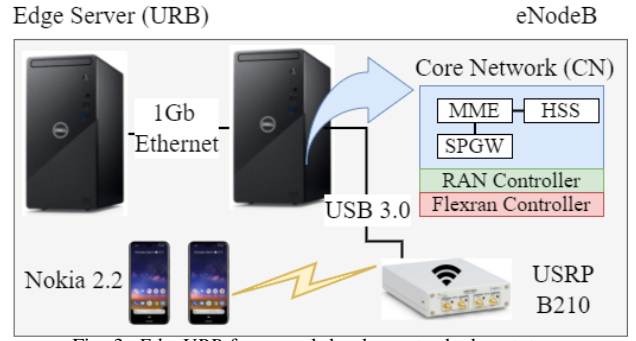 Edge Server (URB)
eNodeB
Core Network (CN)
1Gb
Ethernet
MME
HSS
SPGW
RAN Controller
Flexran Controller
USB 3.0
Nokia 2.2
USRP
B210